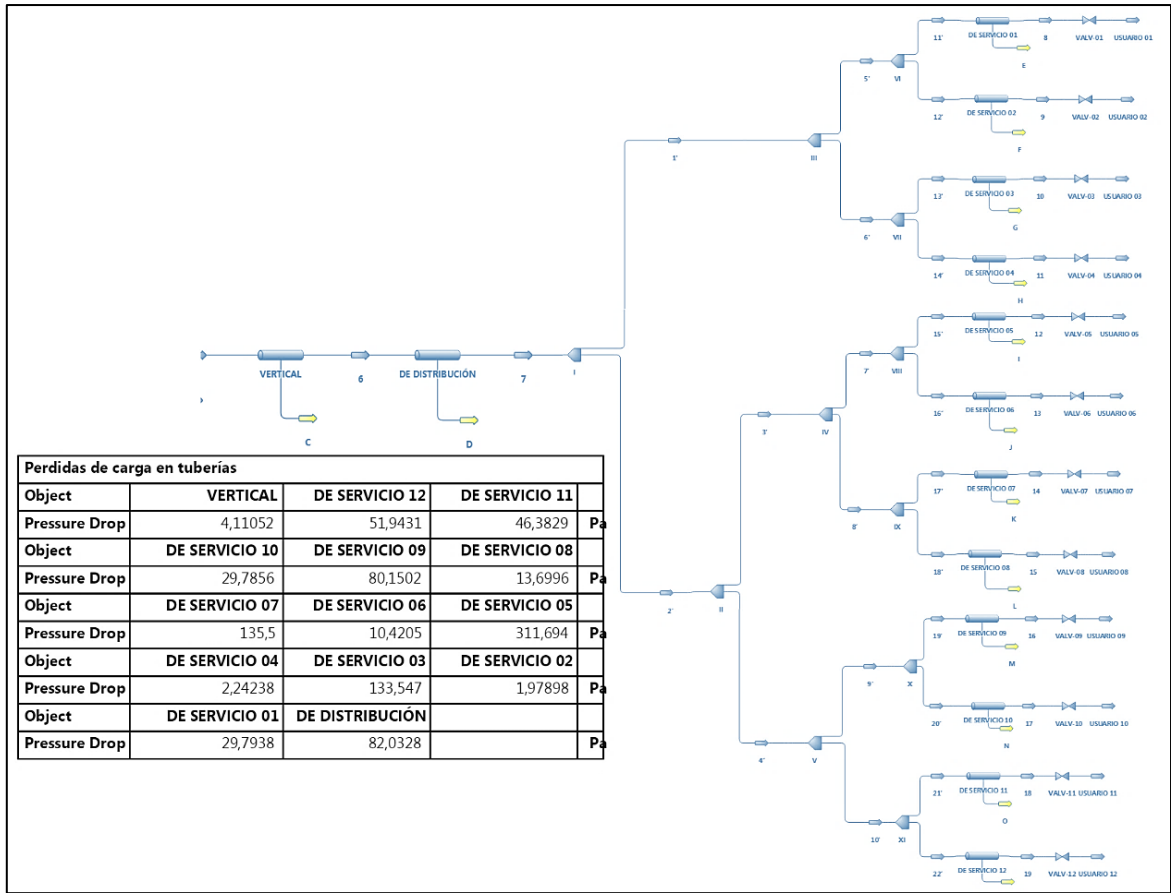 DE SERVICIO 01
11'
8
VALV-01
USUARIO 01
E
5'
VI
DE SERVICIO 02
12'
9
VALV-02
USUARIO 02
F
1'
III
DE SERVICIO 03
13'
10
VALV-03
USUARIO 03
G
6'
VII
DE SERVICIO 04
14'
11
VALV-04
USUARIO 04
H
DE SERVICIO 05
15'
12
VALV-05
USUARIO 05
I
7'
VIII
VERTICAL
6
DE DISTRIBUCIÓN
7
I
C
D
DE SERVICIO 06
16'
13
VALV-06
USUARIO 06
J
3'
IV
DE SERVICIO 07
17'
14
VALV-07
USUARIO 07
K
8'
IX
DE SERVICIO 08
18'
15
VALV-08
USUARIO 08
L
2'
II
DE SERVICIO 09
19'
16
VALV-09
USUARIO 09
M
9'
X
DE SERVICIO 10
20'
17
VALV-10
USUARIO 10
N
4'
V
DE SERVICIO 11
21'
18
VALV-11
USUARIO 11
O
10'
XI
DE SERVICIO 12
22'
19
VALV-12
USUARIO 12
Perdidas de carga en tuberías
Object VERTICAL DE SERVICIO 12 DE SERVICIO 11
Pressure Drop 4,11052 51,9431 46,3829 Pa
Object DE SERVICIO 10 DE SERVICIO 09 DE SERVICIO 08
Pressure Drop 29,7856 80,1502 13,6996 Pa
Object DE SERVICIO 07 DE SERVICIO 06 DE SERVICIO 05
Pressure Drop 135,5 10,4205 311,694 Pa
Object DE SERVICIO 04 DE SERVICIO 03 DE SERVICIO 02
Pressure Drop 2,24238 133,547 1,97898 Pa
Object DE SERVICIO 01 DE DISTRIBUCIÓN
Pressure Drop 29,7938 82,0328 Pa